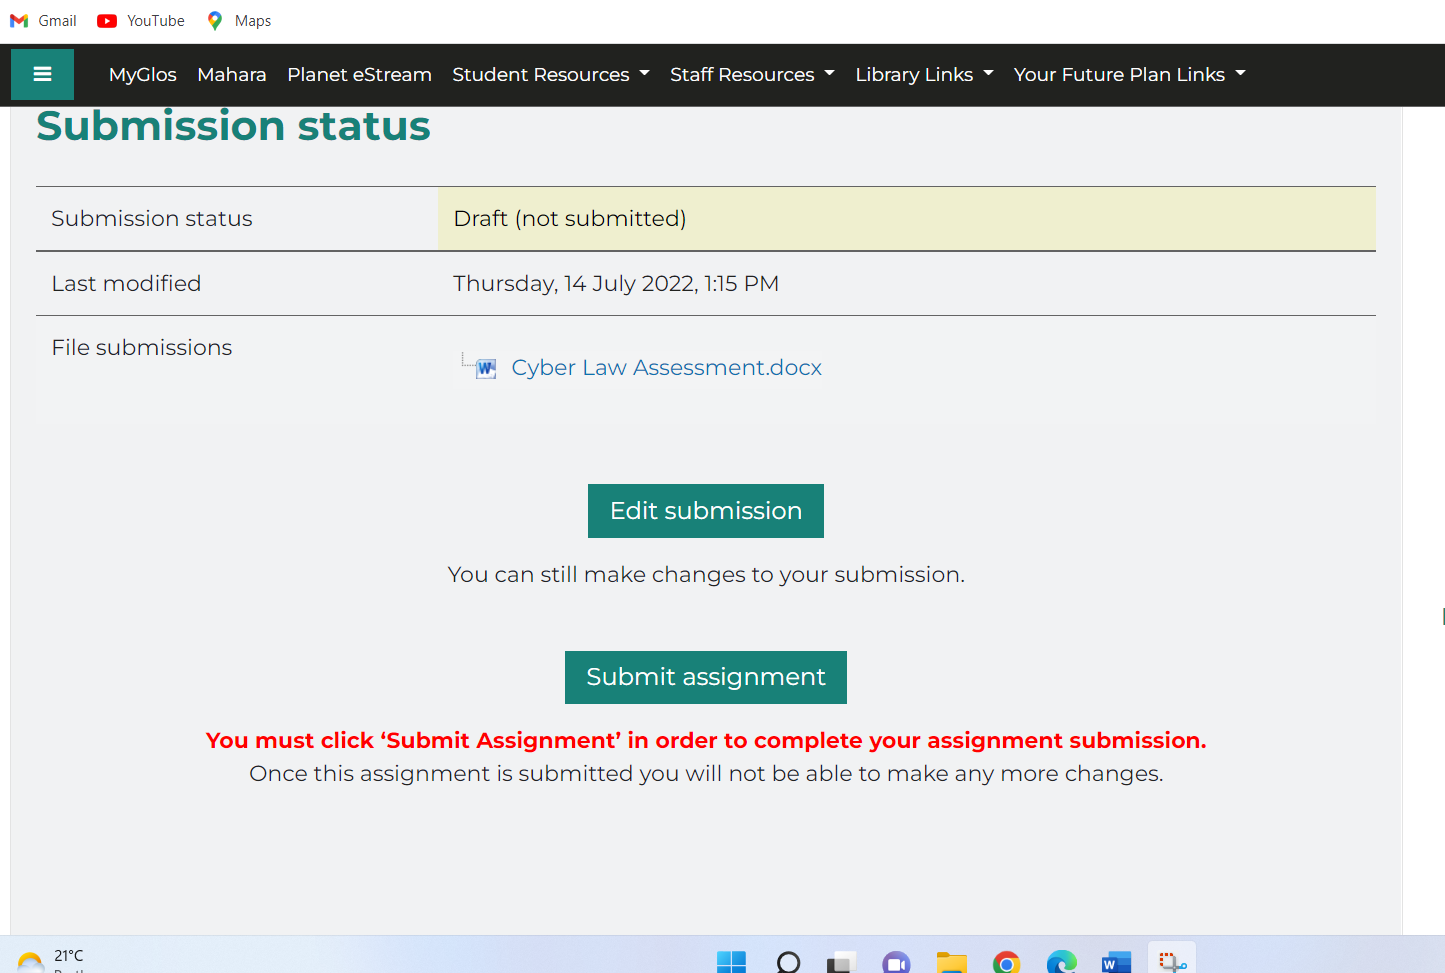 Gmail YouTube Maps
MyGlos Mahara Planet eStream Student Resources Staff Resources Library Links Your Future Plan Links
Submission status
Submission status Draft (not submitted)
Last modified Thursday, 14 July 2022, 1:15 PM
File submissions
Cyber Law Assessment.docx
Edit submission
You can still make changes to your submission.
Submit assignment
You must click ‘Submit Assignment’ in order to complete your assignment submission.
Once this assignment is submitted you will not be able to make any more changes.
21°C